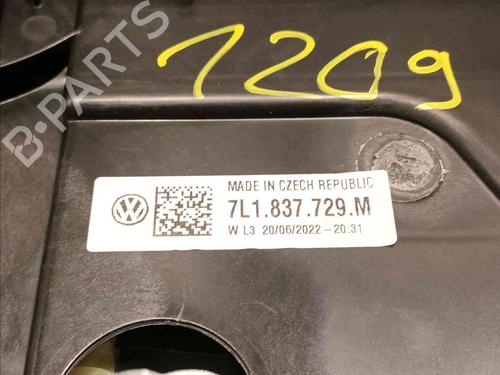 B-PARTS
1209
MADE IN CZECH REPUBLIC
7L1.837.729.M
W L3 20/06/2022-20:31